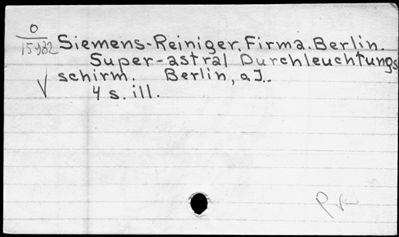 0
15982
Siemens-Reiniger, Firma. Berlin.
Super-astral Durchleuchtungs
schirm. Berlin, a J.
4 s. ill.